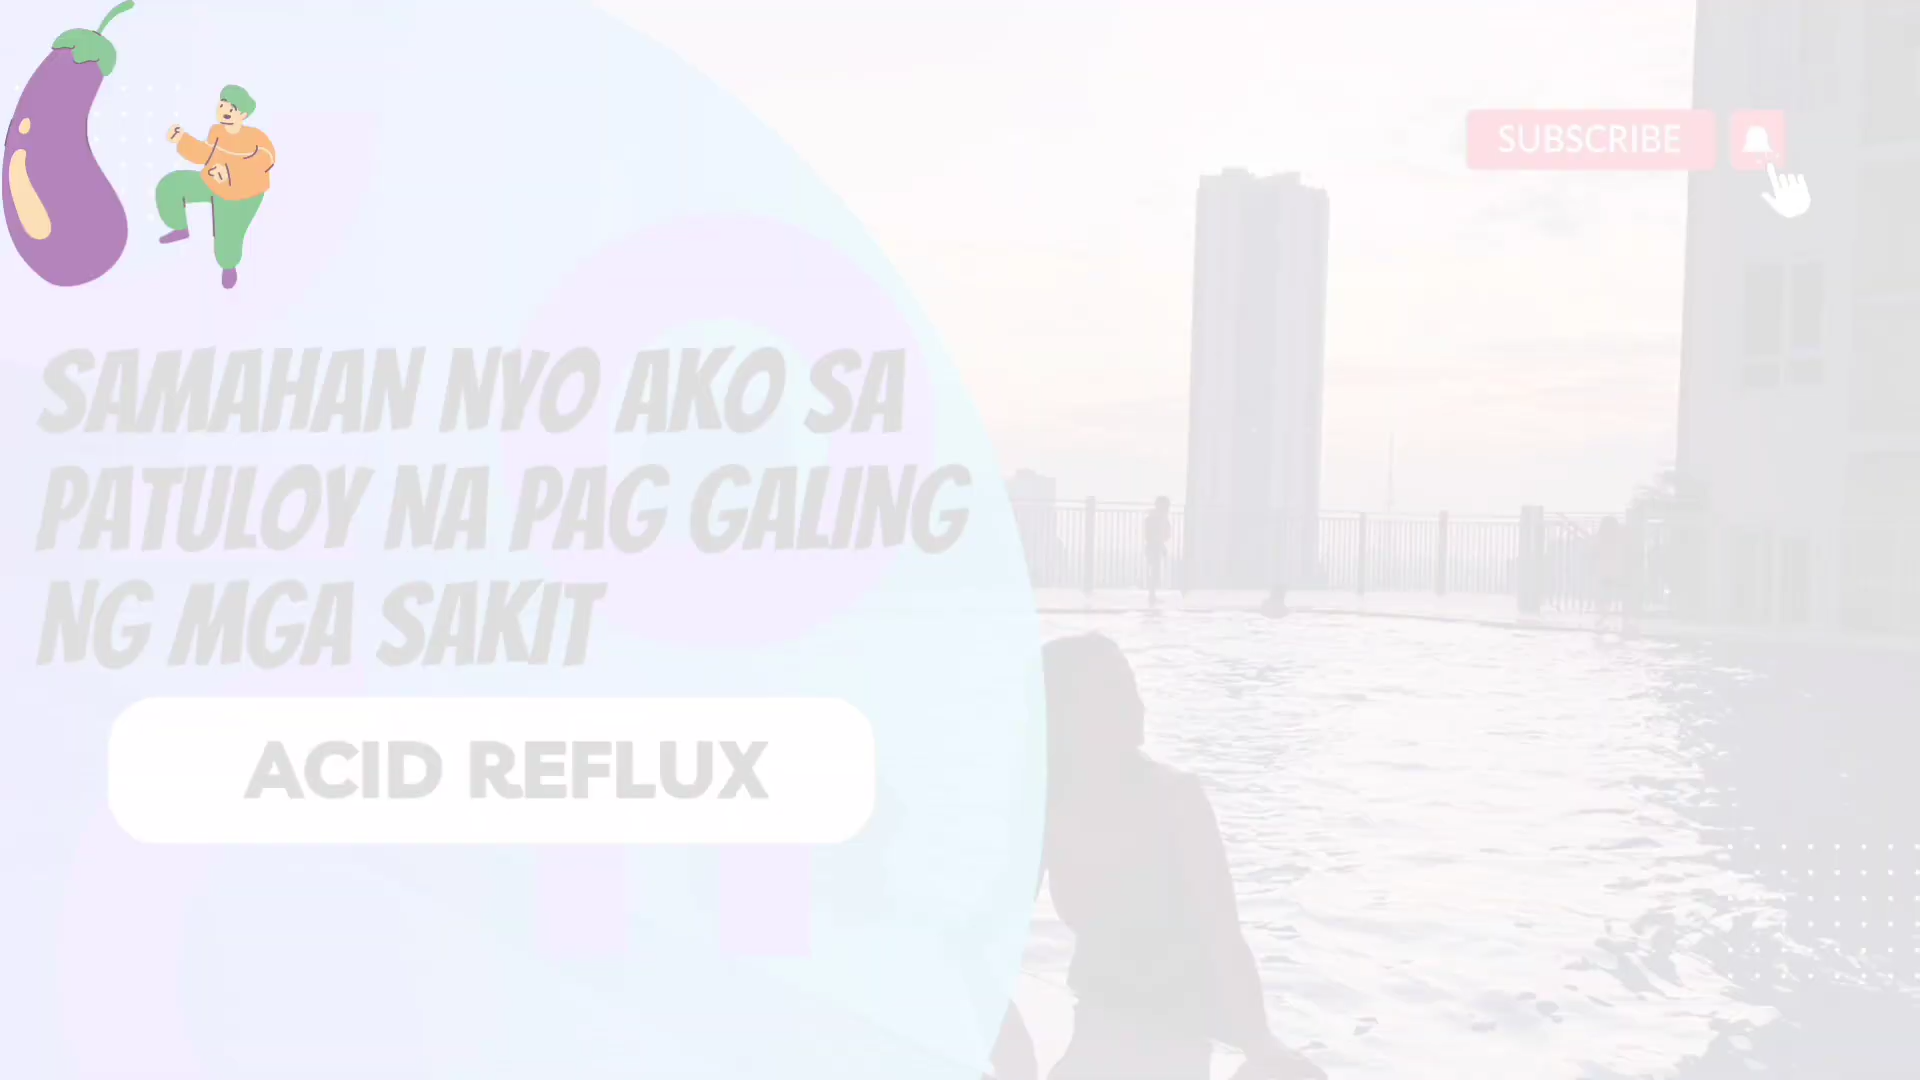 SUBSCRIBE
SAMAHAN NYO AKO SA
PATULOY NA PAG GALING
NG MGA SAKIT
ACID REFLUX